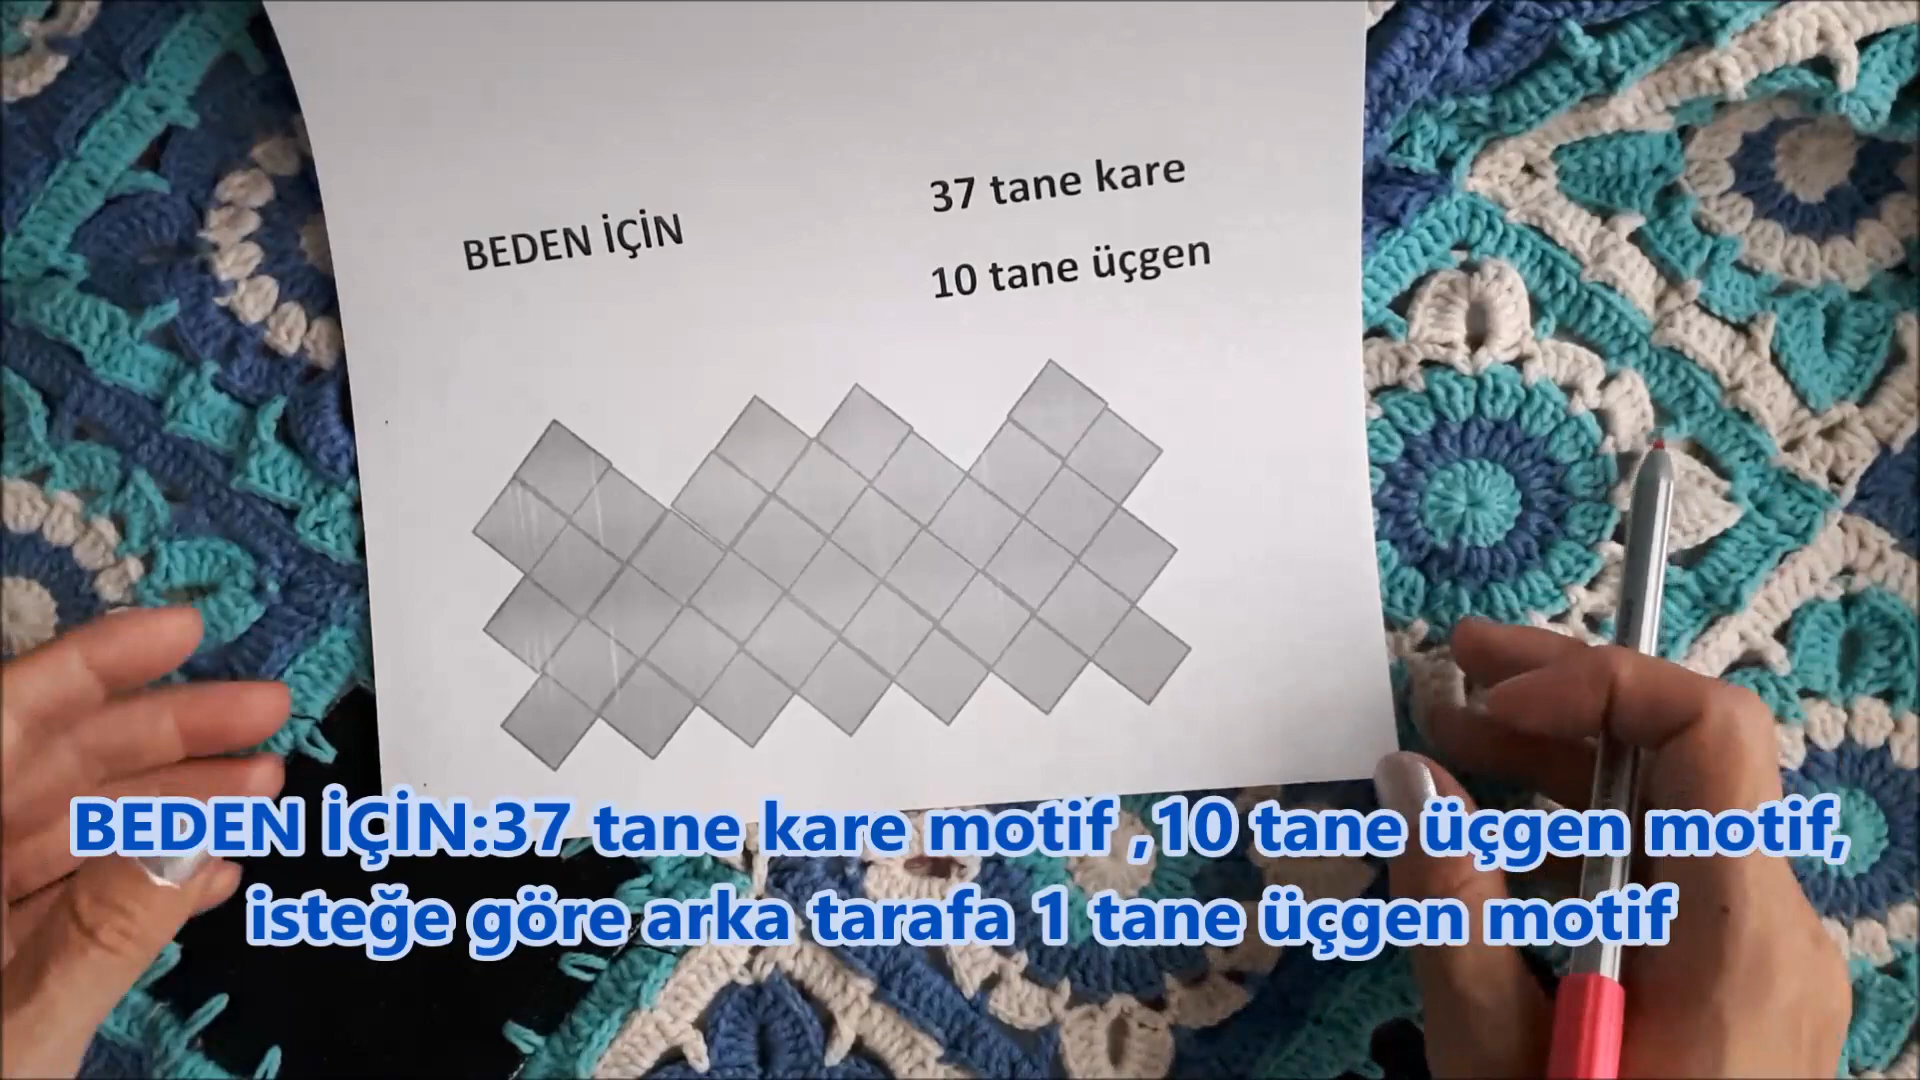 37 tane kare
BEDEN İÇİN
10 tane üçgen
BEDEN İÇİN:37 tane kare motif ,10 tane üçgen motif,
isteğe göre arka tarafa 1 tane üçgen motif